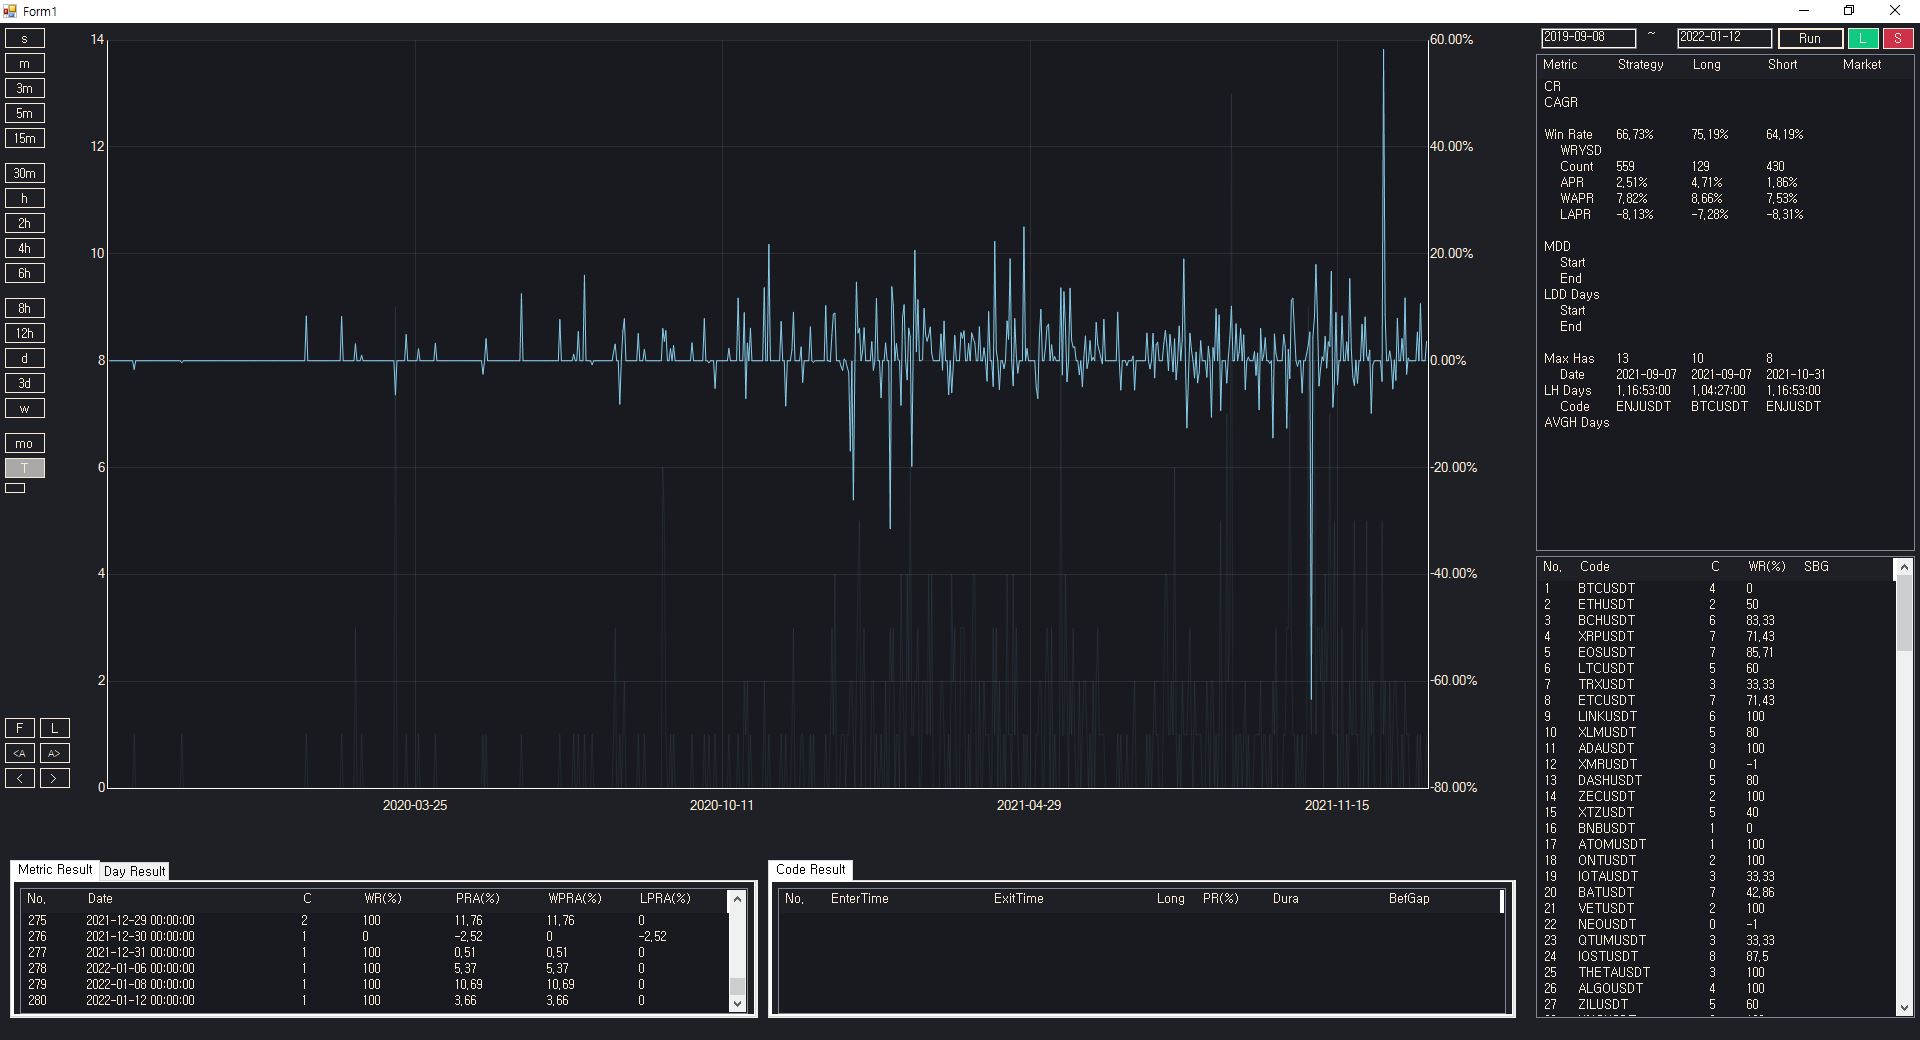 Form1
s
m
3m
5m
15m
30m
h
2h
4h
6h
8h
12h
d
3d
w
mo
T
F L
<A A>
< >
14
12
10
8
6
4
2
0
60.00%
40.00%
20.00%
0.00%
-20.00%
-40.00%
-60.00%
-80.00%
2020-03-25 2020-10-11 2021-04-29 2021-11-15
2019-09-08 ~ 2022-01-12 Run L S
Metric Strategy Long Short Market
CR
CAGR
Win Rate 66,73% 75,19% 64,19%
WRYSD
Count 559 129 430
APR 2,51% 4,71% 1,86%
WAPR 7,82% 8,66% 7,53%
LAPR -8,13% -7,28% -8,31%
MDD
Start
End
LDD Days
Start
End
Max Has 13 10 8
Date 2021-09-07 2021-09-07 2021-10-31
LH Days 1,16:53:00 1,04:27:00 1,16:53:00
Code ENJUSDT BTCUSDT ENJUSDT
AVGH Days
No, Code C WR(%) SBG
1 BTCUSDT 4 0
2 ETHUSDT 2 50
3 BCHUSDT 6 83,33
4 XRPUSDT 7 71,43
5 EOSUSDT 7 85,71
6 LTCUSDT 5 60
7 TRXUSDT 3 33,33
8 ETCUSDT 7 71,43
9 LINKUSDT 6 100
10 XLMUSDT 5 80
11 ADAUSDT 3 100
12 XMRUSDT 0 -1
13 DASHUSDT 5 80
14 ZECUSDT 2 100
15 XTZUSDT 5 40
16 BNBUSDT 1 0
17 ATOMUSDT 1 100
18 ONTUSDT 2 100
19 IOTAUSDT 3 33,33
20 BATUSDT 7 42,86
21 VETUSDT 2 100
22 NEOUSDT 0 -1
23 QTUMUSDT 3 33,33
24 IOSTUSDT 8 87,5
25 THETAUSDT 3 100
26 ALGOUSDT 4 100
27 ZILUSDT 5 60
Metric Result Day Result
No, Date C WR(%) PRA(%) WPRA(%) LPRA(%)
275 2021-12-29 00:00:00 2 100 11,76 11,76 0
276 2021-12-30 00:00:00 1 0 -2,52 0 -2,52
277 2021-12-31 00:00:00 1 100 0,51 0,51 0
278 2022-01-06 00:00:00 1 100 5,37 5,37 0
279 2022-01-08 00:00:00 1 100 10,69 10,69 0
280 2022-01-12 00:00:00 1 100 3,66 3,66 0
Code Result
No, EnterTime ExitTime Long PR(%) Dura BefGap